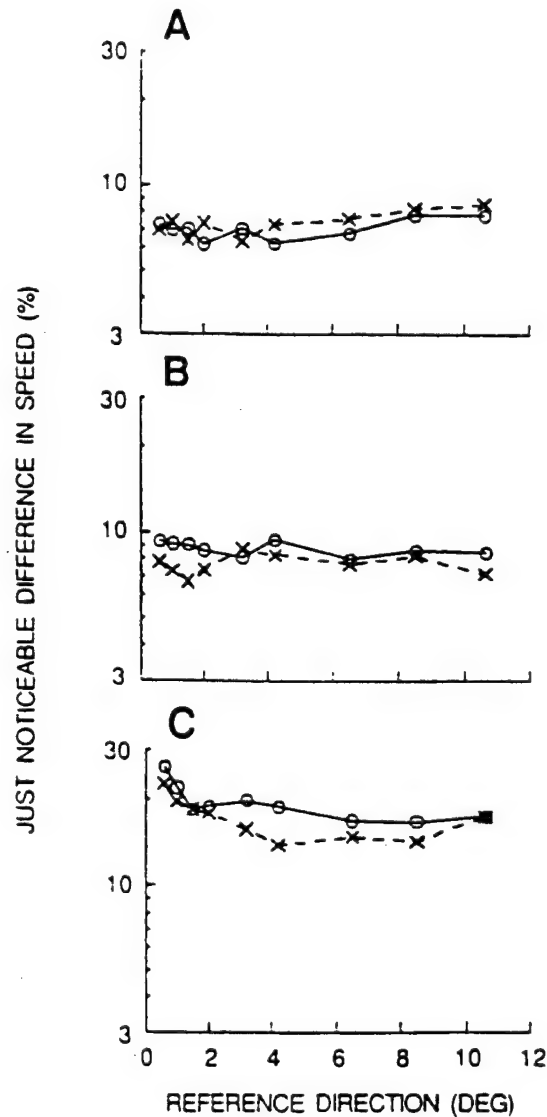 A
30
10
3
B
30
10
3
C
30
10
3
0 2 4 6 8 10 12
JUST NOTICEABLE DIFFERENCE IN SPEED (%)
REFERENCE DIRECTION (DEG)